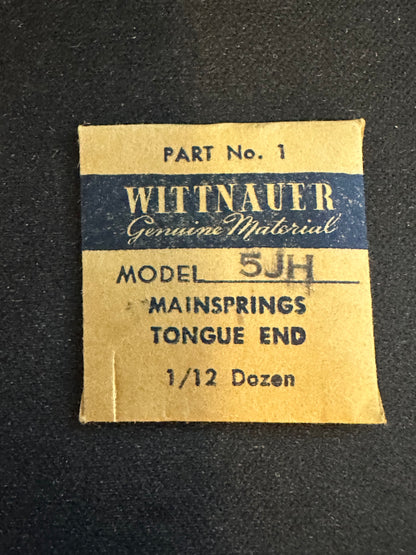 PART No. 1
WITTNAUER
Genuine Material
MODEL 5JH
MAINSPRINGS
TONGUE END
1/12 Dozen